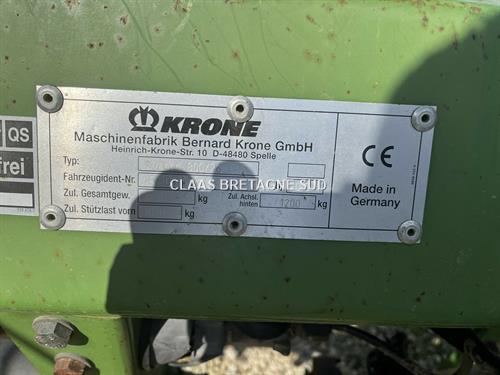 KRONE
Maschinenfabrik Bernard Krone GmbH
Heinrich-Krone-Str. 10 D-48480 Spelle
Typ:
Fahrzeugident-Nr.
CLAAS BRETAGNE SUD
Zul. Gesamtgew. kg Zul. Achsl. hinten 1200 kg
Zul. Stützlast vorn kg
CE
Made in
Germany
QS
frei